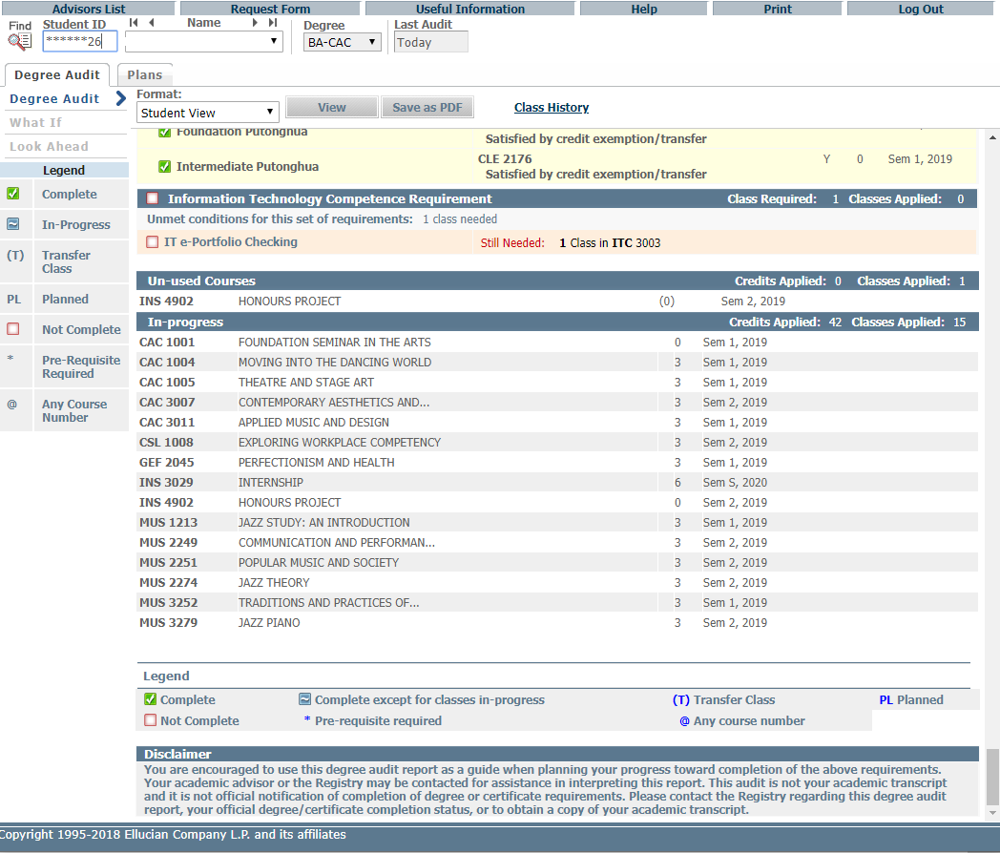 Advisors List Request Form Useful Information Help Print Log Out
Find Student ID Name Degree Last Audit
******26 BA-CAC Today
Degree Audit Plans
Degree Audit
What If
Look Ahead
Legend
Complete
In-Progress
(T) Transfer Class
PL Planned
Not Complete
* Pre-Requisite Required
@ Any Course Number
Format:
Student View View Save as PDF Class History
Foundation Putonghua
Satisfied by credit exemption/transfer
Intermediate Putonghua CLE 2176 Y 0 Sem 1, 2019
Satisfied by credit exemption/transfer
Information Technology Competence Requirement Class Required: 1 Classes Applied: 0
Unmet conditions for this set of requirements: 1 class needed
IT e-Portfolio Checking Still Needed: 1 Class in ITC 3003
Un-used Courses Credits Applied: 0 Classes Applied: 1
INS 4902 HONOURS PROJECT (0) Sem 2, 2019
In-progress Credits Applied: 42 Classes Applied: 15
CAC 1001 FOUNDATION SEMINAR IN THE ARTS 0 Sem 1, 2019
CAC 1004 MOVING INTO THE DANCING WORLD 3 Sem 1, 2019
CAC 1005 THEATRE AND STAGE ART 3 Sem 1, 2019
CAC 3007 CONTEMPORARY AESTHETICS AND... 3 Sem 2, 2019
CAC 3011 APPLIED MUSIC AND DESIGN 3 Sem 1, 2019
CSL 1008 EXPLORING WORKPLACE COMPETENCY 3 Sem 2, 2019
GEF 2045 PERFECTIONISM AND HEALTH 3 Sem 1, 2019
INS 3029 INTERNSHIP 6 Sem S, 2020
INS 4902 HONOURS PROJECT 0 Sem 2, 2019
MUS 1213 JAZZ STUDY: AN INTRODUCTION 3 Sem 1, 2019
MUS 2249 COMMUNICATION AND PERFORMAN... 3 Sem 2, 2019
MUS 2251 POPULAR MUSIC AND SOCIETY 3 Sem 2, 2019
MUS 2274 JAZZ THEORY 3 Sem 2, 2019
MUS 3252 TRADITIONS AND PRACTICES OF... 3 Sem 1, 2019
MUS 3279 JAZZ PIANO 3 Sem 2, 2019
Legend
Complete Complete except for classes in-progress (T) Transfer Class PL Planned
Not Complete * Pre-requisite required @ Any course number
Disclaimer
You are encouraged to use this degree audit report as a guide when planning your progress toward completion of the above requirements.
Your academic advisor or the Registry may be contacted for assistance in interpreting this report. This audit is not your academic transcript
and it is not official notification of completion of degree or certificate requirements. Please contact the Registry regarding this degree audit
report, your official degree/certificate completion status, or to obtain a copy of your academic transcript.
Copyright 1995-2018 Ellucian Company L.P. and its affiliates